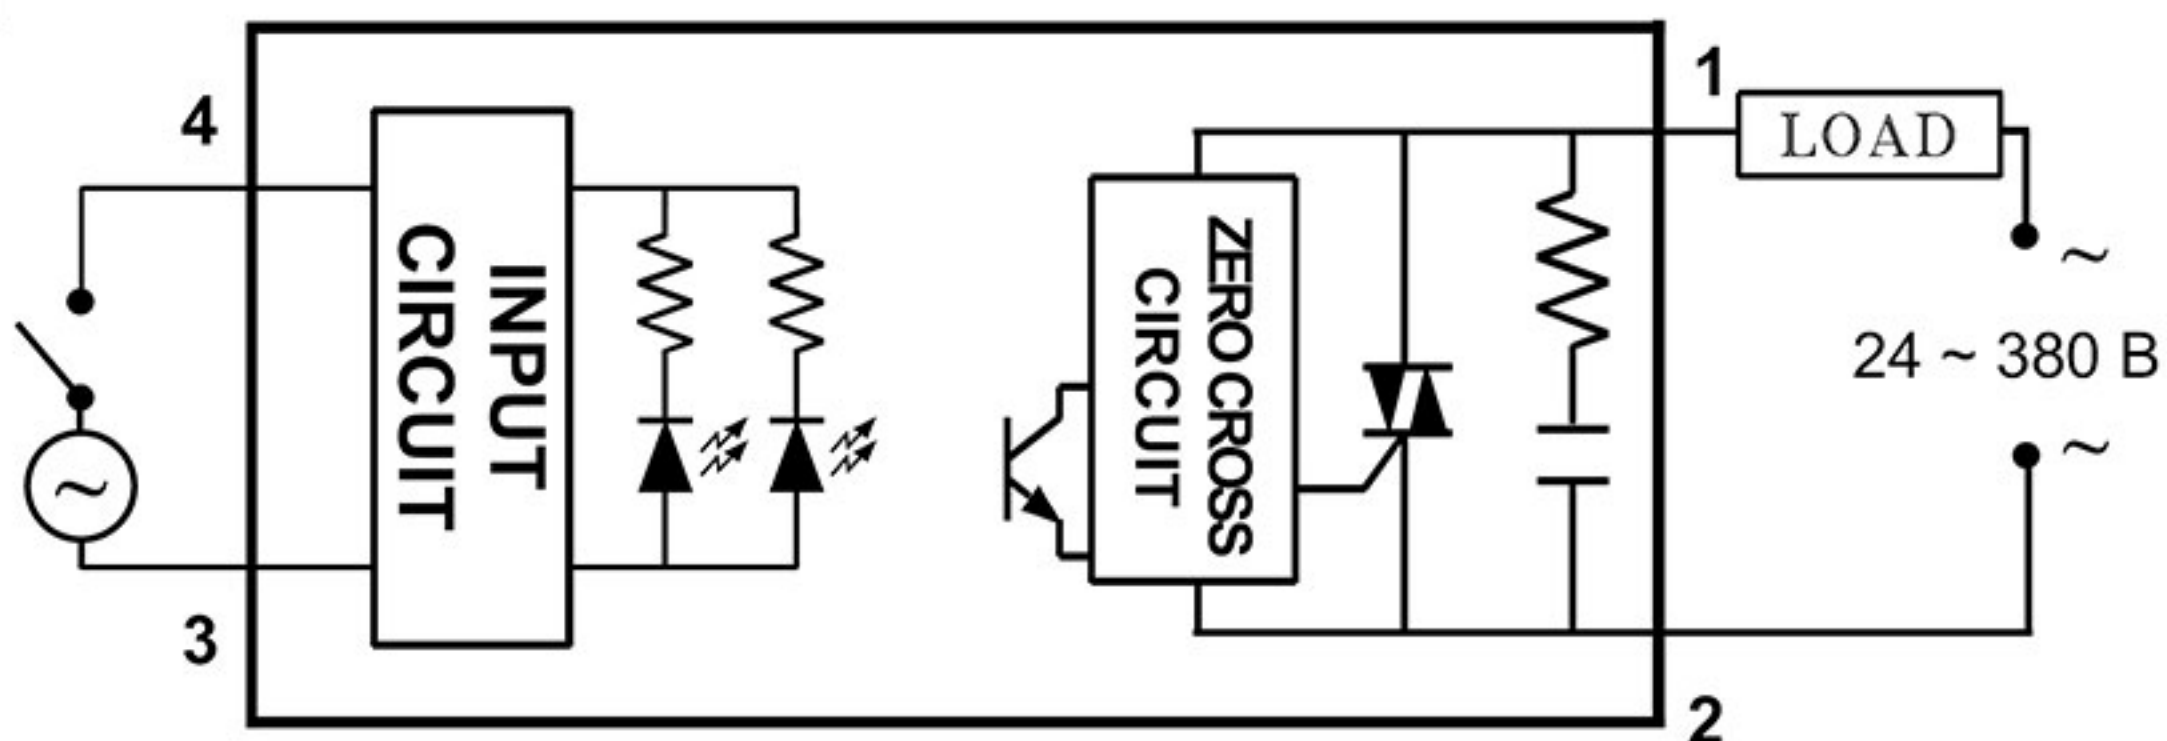 4
3
INPUT
CIRCUIT
ZERO CROSS
CIRCUIT
1
LOAD
~
24 ~ 380 В
~
2
~